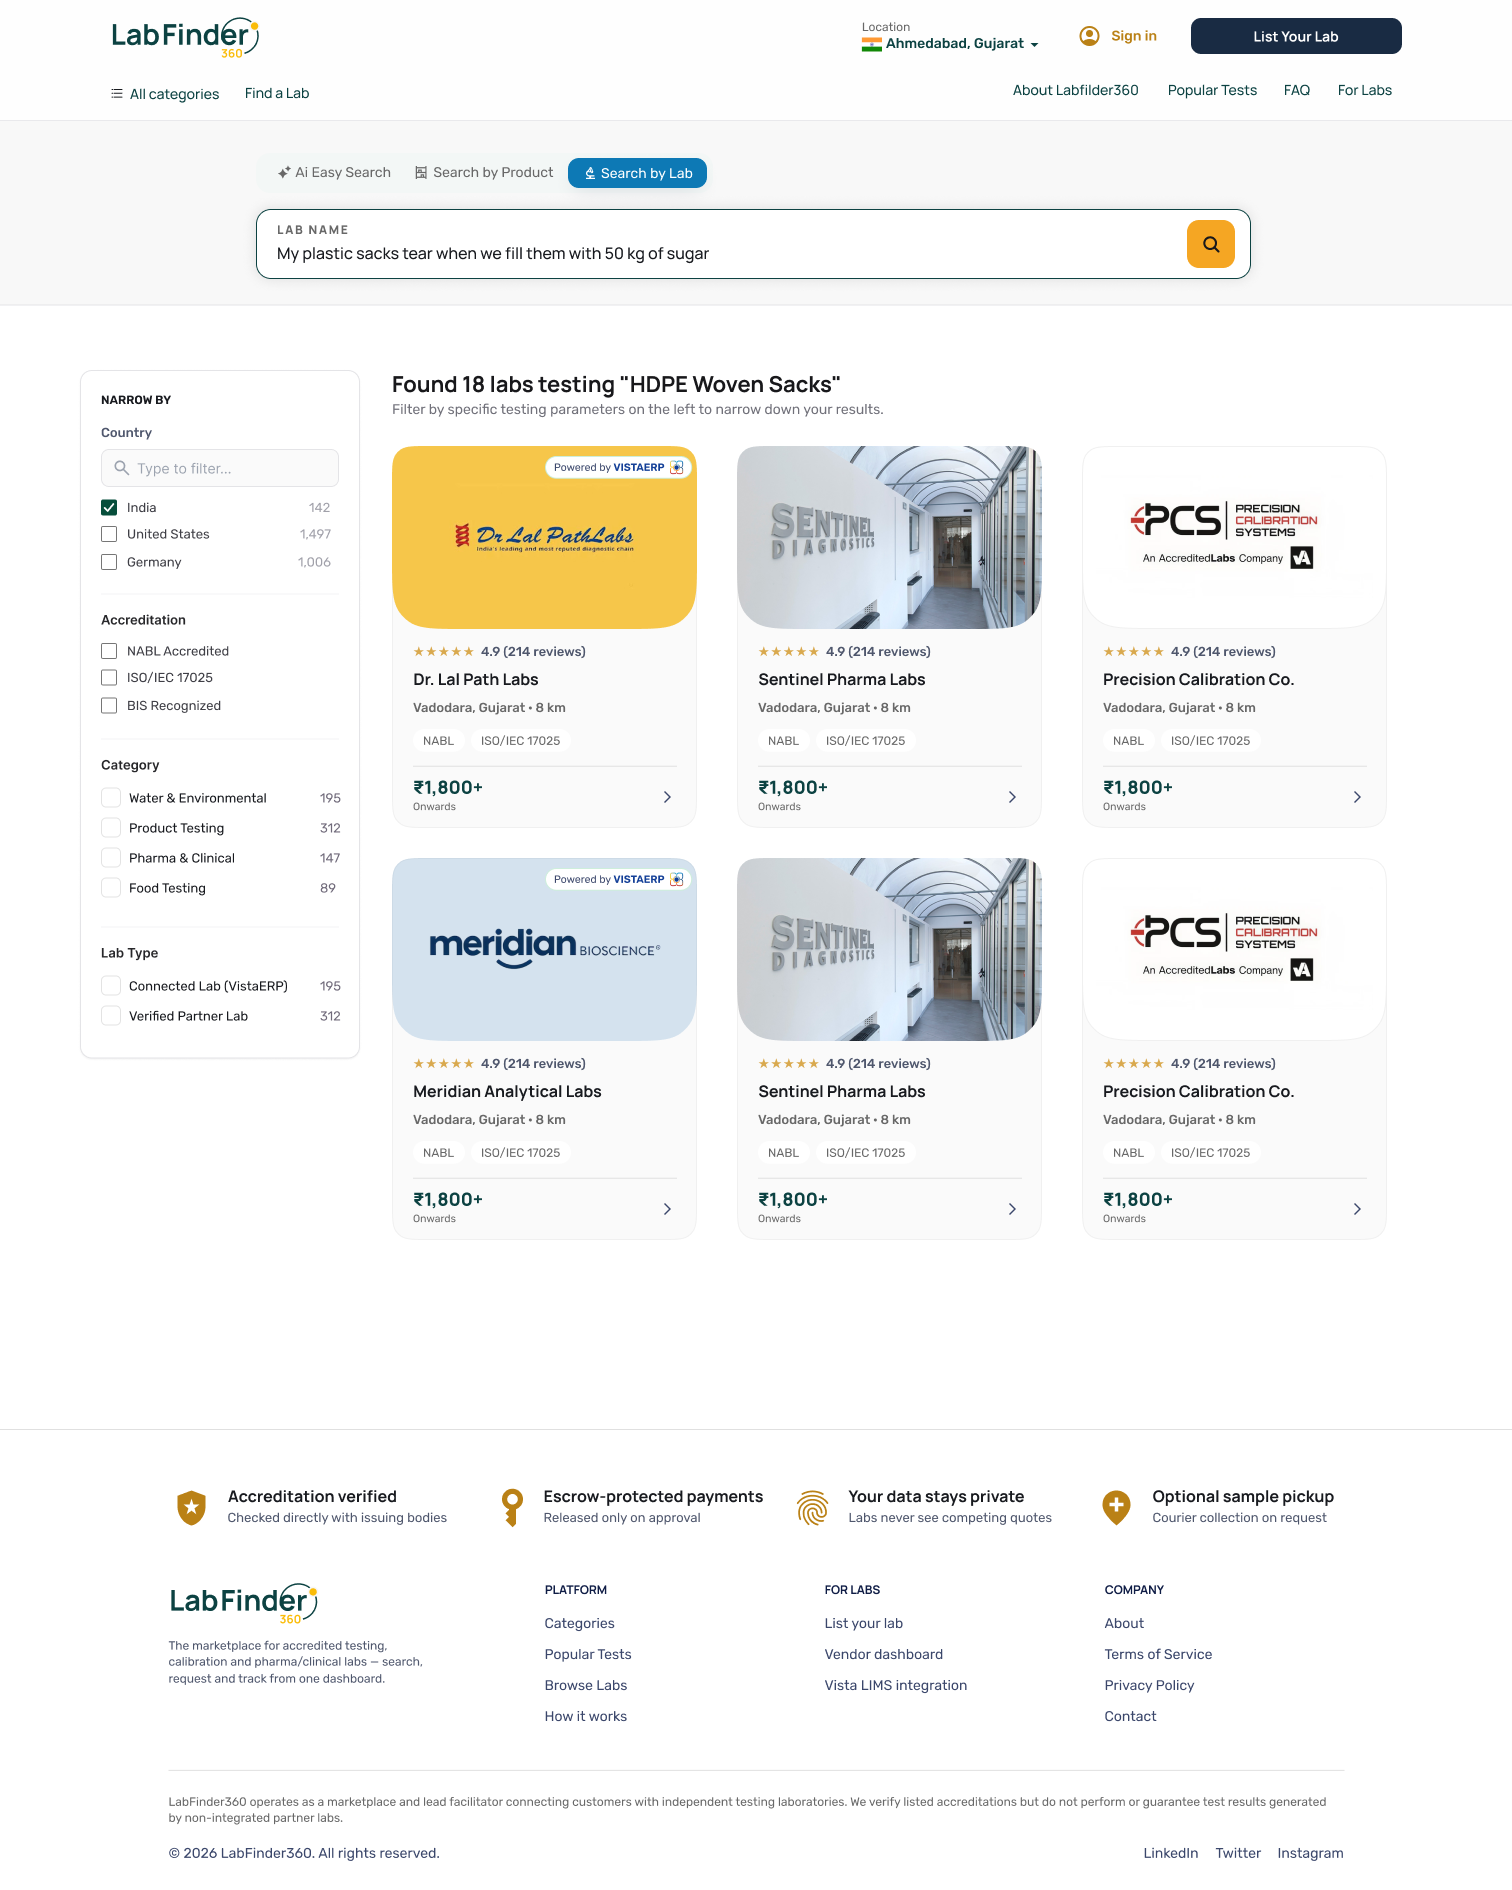 LabFinder
360
Location
Ahmedabad, Gujarat
Sign in
List Your Lab
All categories
Find a Lab
About Labfilder360
Popular Tests
FAQ
For Labs
Ai Easy Search
Search by Product
Search by Lab
LAB NAME
My plastic sacks tear when we fill them with 50 kg of sugar
NARROW BY
Country
Type to filter...
India 142
United States 1,497
Germany 1,006
Accreditation
NABL Accredited
ISO/IEC 17025
BIS Recognized
Category
Water & Environmental 195
Product Testing 312
Pharma & Clinical 147
Food Testing 89
Lab Type
Connected Lab (VistaERP) 195
Verified Partner Lab 312
Found 18 labs testing "HDPE Woven Sacks"
Filter by specific testing parameters on the left to narrow down your results.
Powered by VISTAERP
Dr Lal PathLabs
India's leading and most reputed diagnostic chain
★★★★★ 4.9 (214 reviews)
Dr. Lal Path Labs
Vadodara, Gujarat • 8 km
NABL ISO/IEC 17025
₹1,800+
Onwards
SENTINEL
DIAGNOSTICS
★★★★★ 4.9 (214 reviews)
Sentinel Pharma Labs
Vadodara, Gujarat • 8 km
NABL ISO/IEC 17025
₹1,800+
Onwards
PCS
PRECISION
CALIBRATION
SYSTEMS
An AccreditedLabs Company
★★★★★ 4.9 (214 reviews)
Precision Calibration Co.
Vadodara, Gujarat • 8 km
NABL ISO/IEC 17025
₹1,800+
Onwards
Powered by VISTAERP
meridian BIOSCIENCE®
★★★★★ 4.9 (214 reviews)
Meridian Analytical Labs
Vadodara, Gujarat • 8 km
NABL ISO/IEC 17025
₹1,800+
Onwards
SENTINEL
DIAGNOSTICS
★★★★★ 4.9 (214 reviews)
Sentinel Pharma Labs
Vadodara, Gujarat • 8 km
NABL ISO/IEC 17025
₹1,800+
Onwards
PCS
PRECISION
CALIBRATION
SYSTEMS
An AccreditedLabs Company
★★★★★ 4.9 (214 reviews)
Precision Calibration Co.
Vadodara, Gujarat • 8 km
NABL ISO/IEC 17025
₹1,800+
Onwards
Accreditation verified
Checked directly with issuing bodies
Escrow-protected payments
Released only on approval
Your data stays private
Labs never see competing quotes
Optional sample pickup
Courier collection on request
LabFinder
360
The marketplace for accredited testing,
calibration and pharma/clinical labs — search,
request and track from one dashboard.
PLATFORM
Categories
Popular Tests
Browse Labs
How it works
FOR LABS
List your lab
Vendor dashboard
Vista LIMS integration
COMPANY
About
Terms of Service
Privacy Policy
Contact
LabFinder360 operates as a marketplace and lead facilitator connecting customers with independent testing laboratories. We verify listed accreditations but do not perform or guarantee test results generated
by non-integrated partner labs.
© 2026 LabFinder360. All rights reserved.
LinkedIn Twitter Instagram